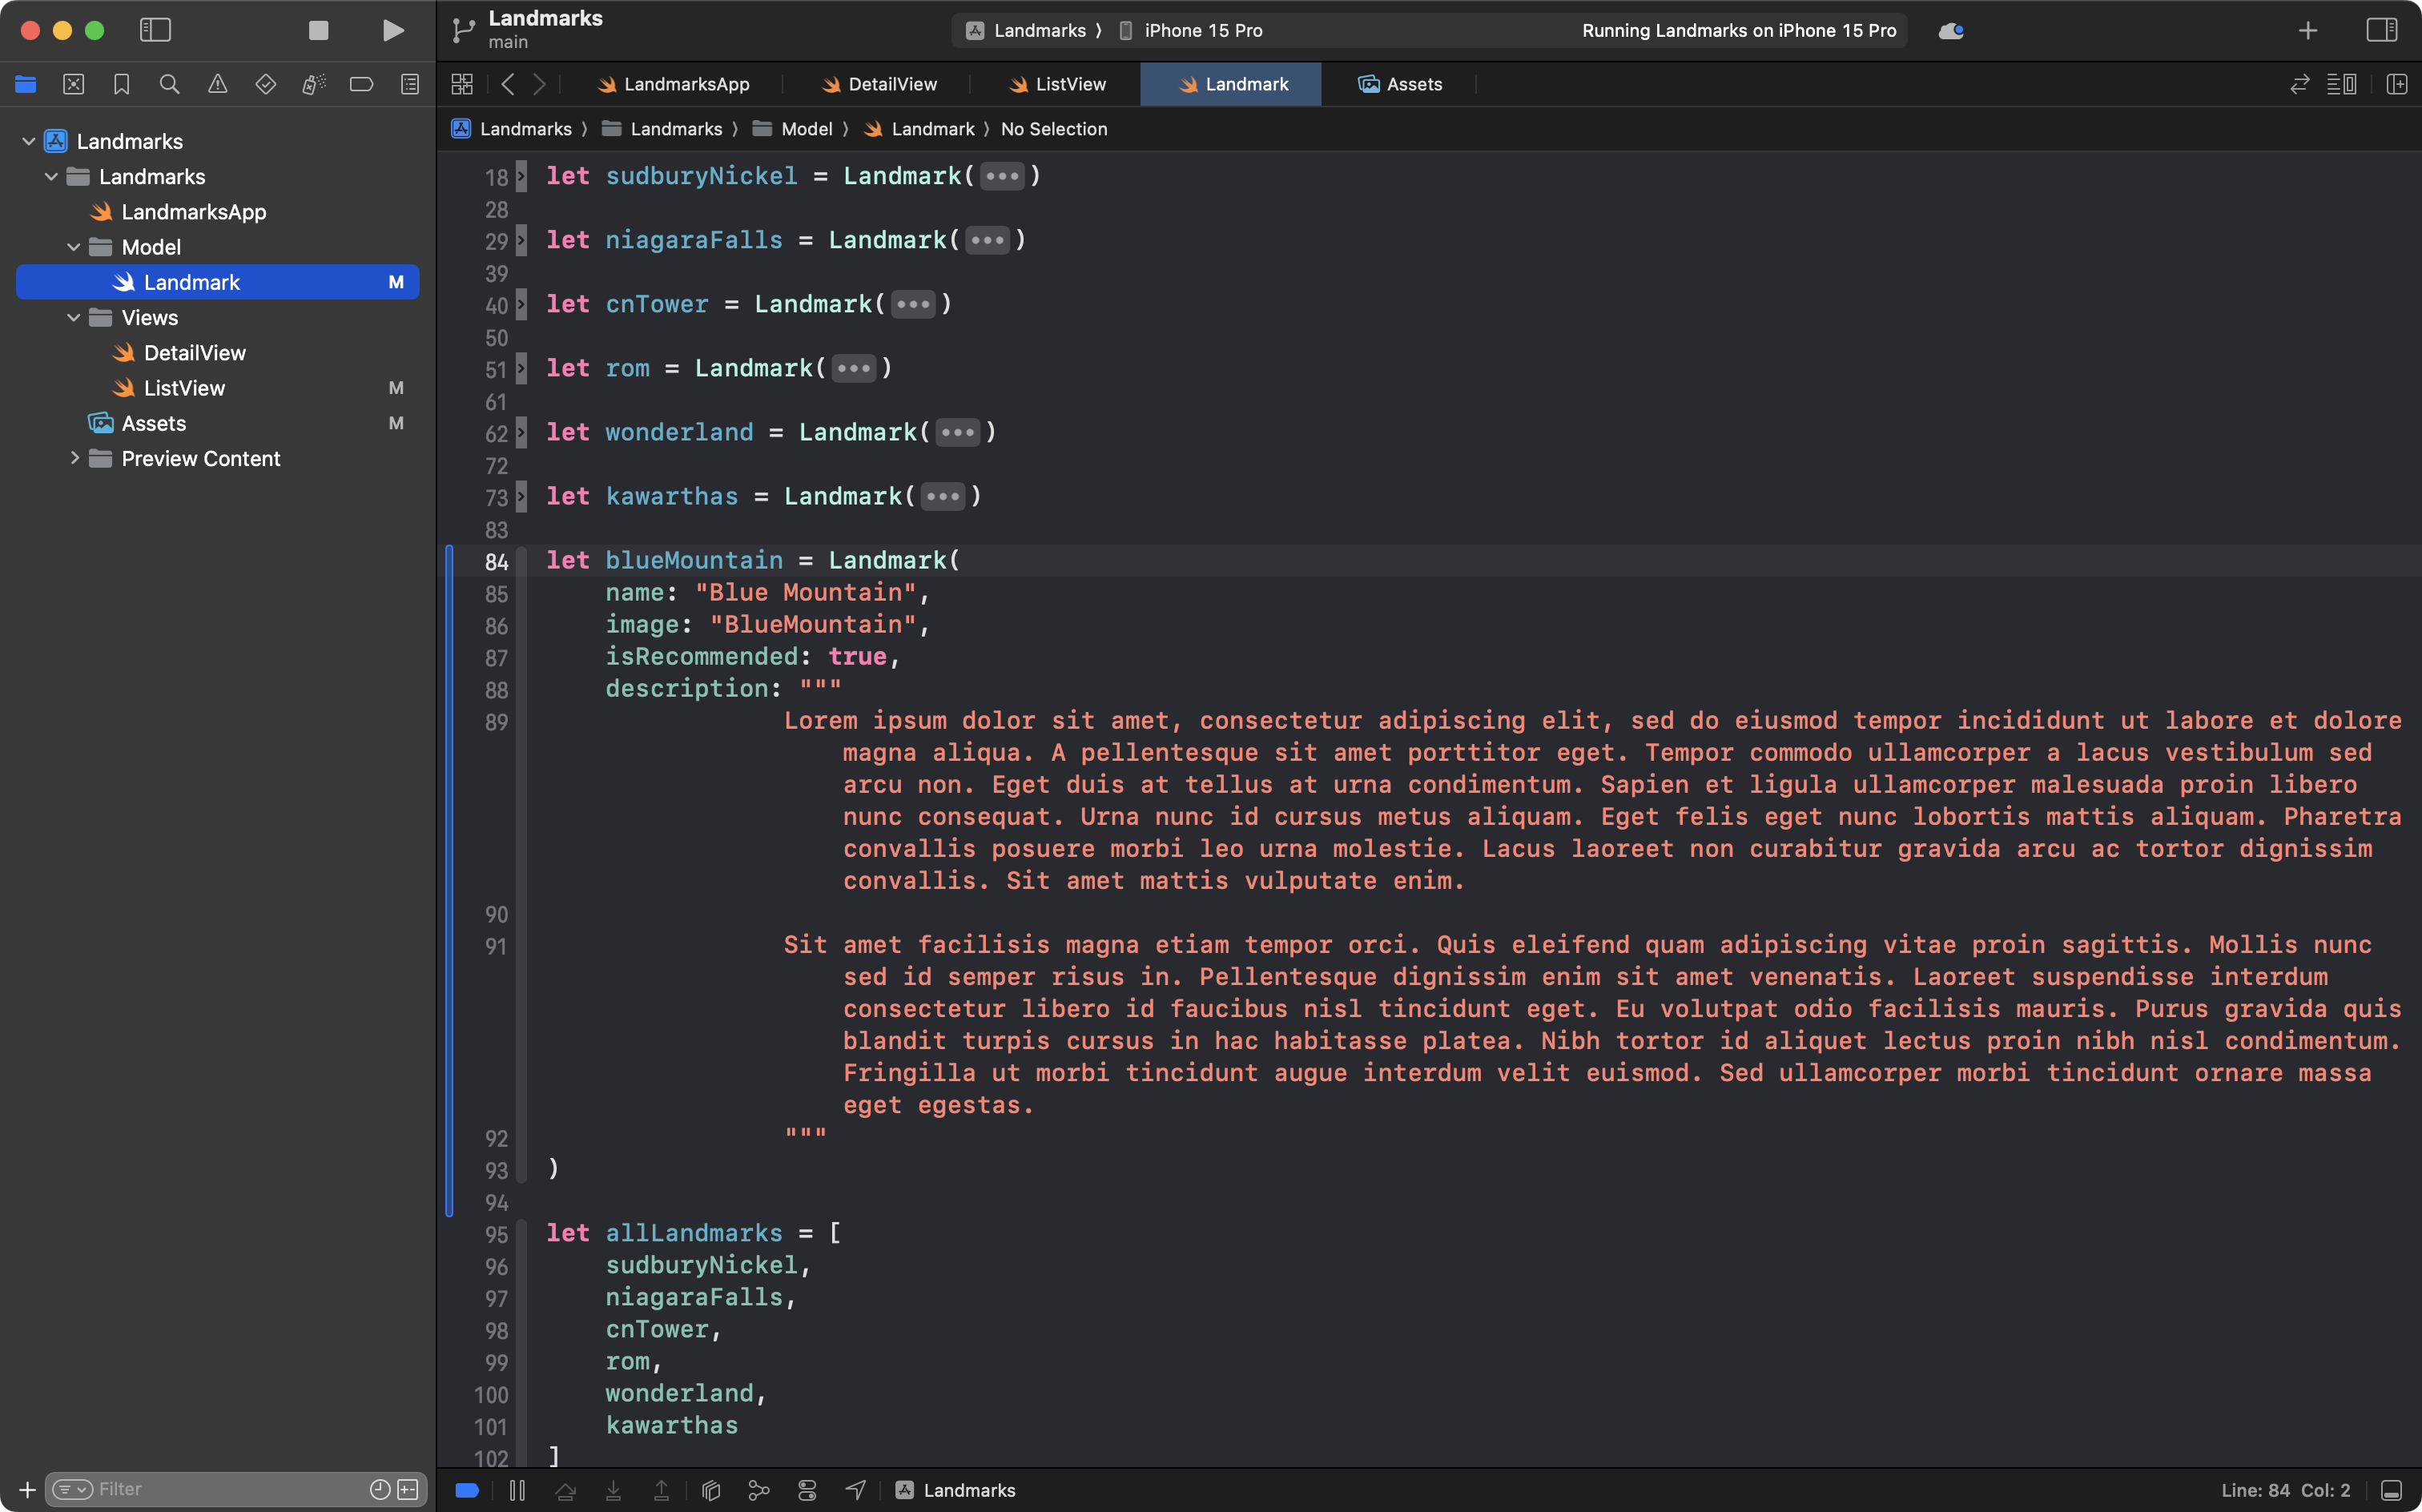 Landmarks
main
Landmarks ⟩ iPhone 15 Pro
Running Landmarks on iPhone 15 Pro
LandmarksApp
DetailView
ListView
Landmark
Assets
Landmarks ⟩ Landmarks ⟩ Model ⟩ Landmark ⟩ No Selection
Landmarks
Landmarks
LandmarksApp
Model
Landmark M
Views
DetailView
ListView M
Assets M
Preview Content
Filter
18 let sudburyNickel = Landmark(•••)
28
29 let niagaraFalls = Landmark(•••)
39
40 let cnTower = Landmark(•••)
50
51 let rom = Landmark(•••)
61
62 let wonderland = Landmark(•••)
72
73 let kawarthas = Landmark(•••)
83
84 let blueMountain = Landmark(
85 name: "Blue Mountain",
86 image: "BlueMountain",
87 isRecommended: true,
88 description: """
89 Lorem ipsum dolor sit amet, consectetur adipiscing elit, sed do eiusmod tempor incididunt ut labore et dolore
magna aliqua. A pellentesque sit amet porttitor eget. Tempor commodo ullamcorper a lacus vestibulum sed
arcu non. Eget duis at tellus at urna condimentum. Sapien et ligula ullamcorper malesuada proin libero
nunc consequat. Urna nunc id cursus metus aliquam. Eget felis eget nunc lobortis mattis aliquam. Pharetra
convallis posuere morbi leo urna molestie. Lacus laoreet non curabitur gravida arcu ac tortor dignissim
convallis. Sit amet mattis vulputate enim.
90
91 Sit amet facilisis magna etiam tempor orci. Quis eleifend quam adipiscing vitae proin sagittis. Mollis nunc
sed id semper risus in. Pellentesque dignissim enim sit amet venenatis. Laoreet suspendisse interdum
consectetur libero id faucibus nisl tincidunt eget. Eu volutpat odio facilisis mauris. Purus gravida quis
blandit turpis cursus in hac habitasse platea. Nibh tortor id aliquet lectus proin nibh nisl condimentum.
Fringilla ut morbi tincidunt augue interdum velit euismod. Sed ullamcorper morbi tincidunt ornare massa
eget egestas.
92 """
93 )
94
95 let allLandmarks = [
96 sudburyNickel,
97 niagaraFalls,
98 cnTower,
99 rom,
100 wonderland,
101 kawarthas
102 ]
Landmarks
Line: 84 Col: 2